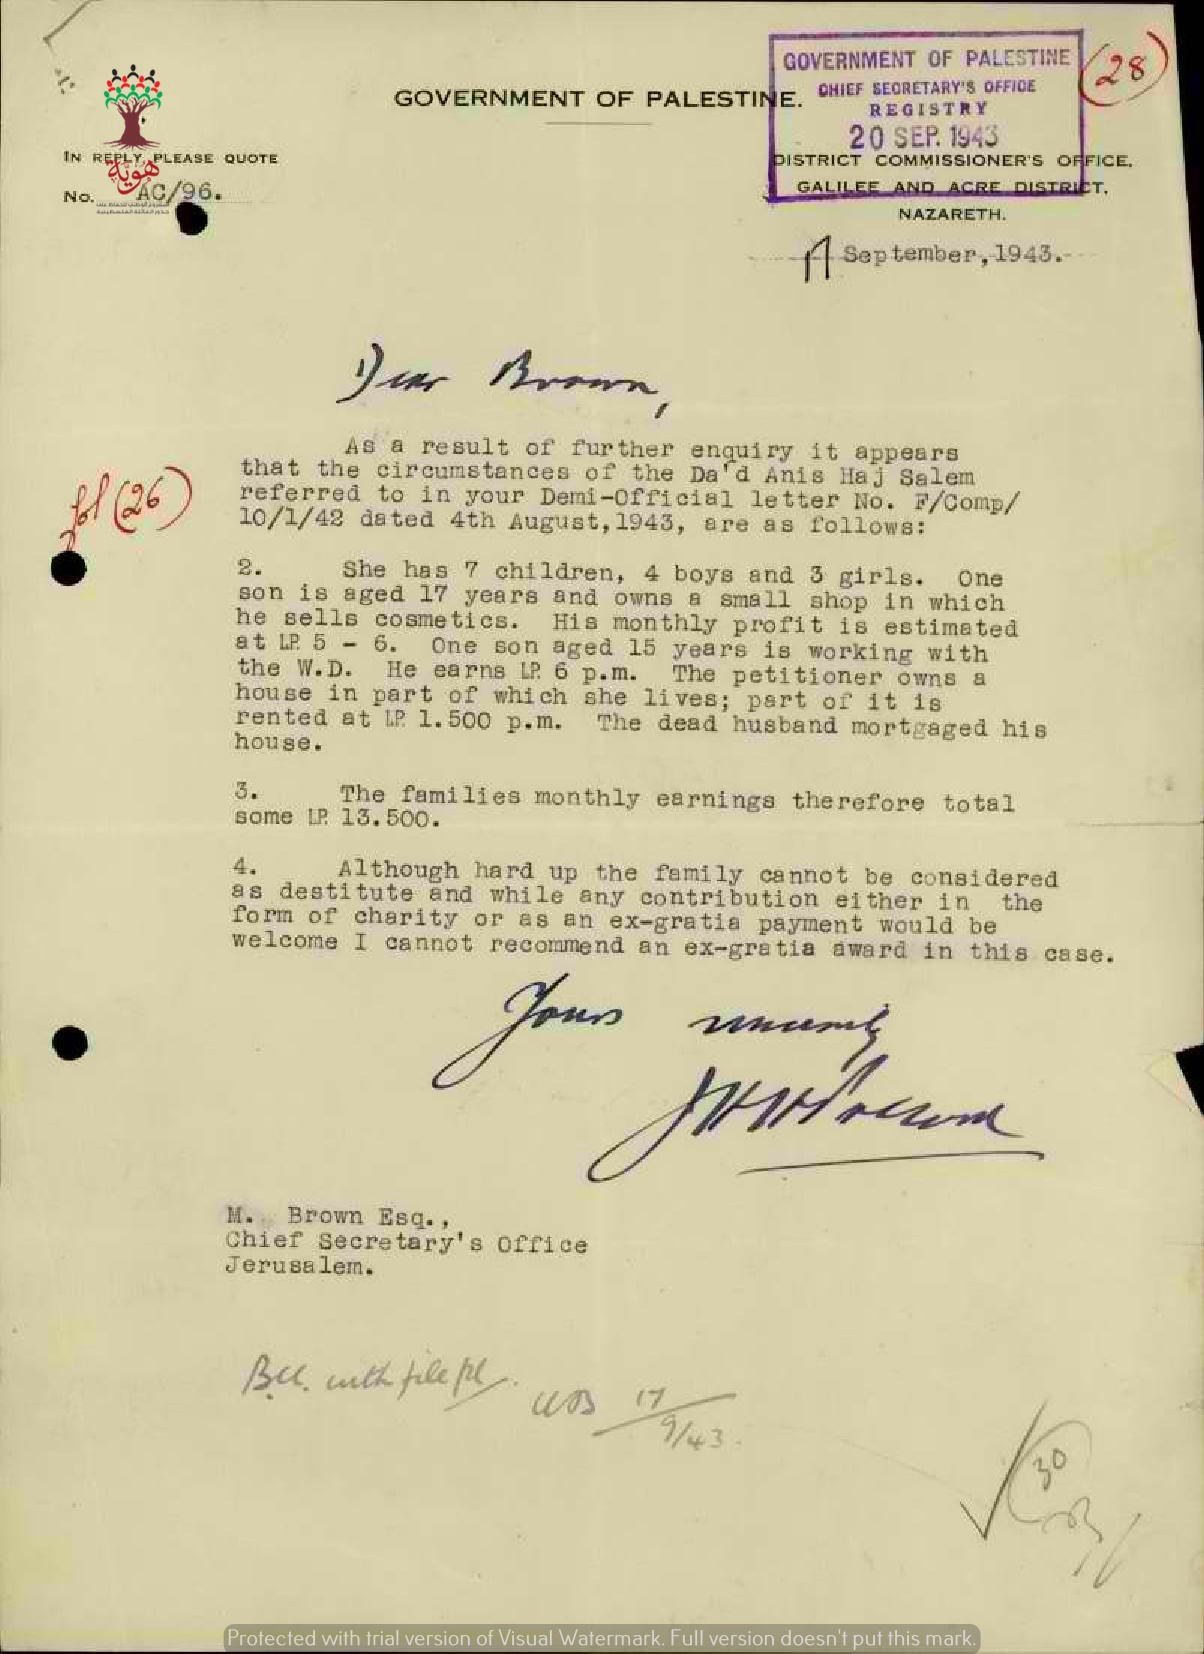 GOVERNMENT OF PALESTINE
CHIEF SECRETARY'S OFFICE
REGISTRY
20 SEP. 1943
(28)
GOVERNMENT OF PALESTINE.
IN REPLY PLEASE QUOTE
No. AC/96.
هوية
DISTRICT COMMISSIONER'S OFFICE.
GALILEE AND ACRE DISTRICT,
NAZARETH.
September, 1943.
Dear Brown,
As a result of further enquiry it appears
that the circumstances of the Da'd Anis Haj Salem
referred to in your Demi-Official letter No. F/Comp/
10/1/42 dated 4th August,1943, are as follows:
fol (26)
2. She has 7 children, 4 boys and 3 girls. One
son is aged 17 years and owns a small shop in which
he sells cosmetics. His monthly profit is estimated
at LP. 5 - 6. One son aged 15 years is working with
the W.D. He earns LP. 6 p.m. The petitioner owns a
house in part of which she lives; part of it is
rented at LP. 1.500 p.m. The dead husband mortgaged his
house.
3. The families monthly earnings therefore total
some LP. 13.500.
4. Although hard up the family cannot be considered
as destitute and while any contribution either in the
form of charity or as an ex-gratia payment would be
welcome I cannot recommend an ex-gratia award in this case.
Yours sincerely
M. Brown Esq.,
Chief Secretary's Office
Jerusalem.
with file pl.
17
9/43.
30
Protected with trial version of Visual Watermark. Full version doesn't put this mark.